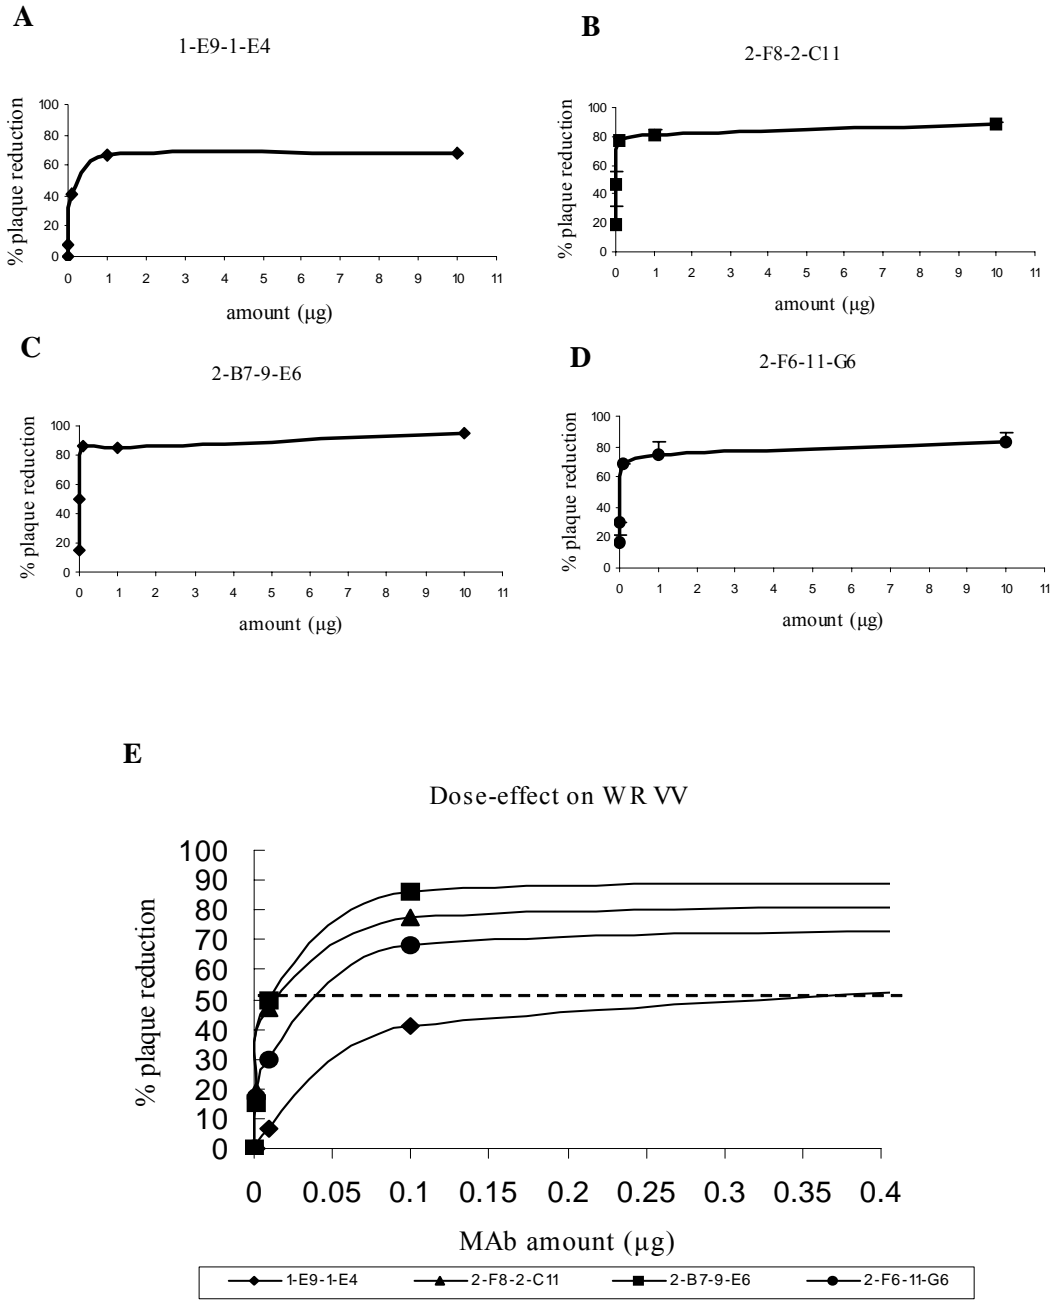 A
1-E9-1-E4
% plaque reduction
100
80
60
40
20
0
0 1 2 3 4 5 6 7 8 9 10 11
amount (µg)
B
2-F8-2-C11
% plaque reduction
100
80
60
40
20
0
0 1 2 3 4 5 6 7 8 9 10 11
amount (µg)
C
2-B7-9-E6
% plaque reduction
100
80
60
40
20
0
0 1 2 3 4 5 6 7 8 9 10 11
amount (µg)
D
2-F6-11-G6
% plaque reduction
100
80
60
40
20
0
0 1 2 3 4 5 6 7 8 9 10 11
amount (µg)
E
Dose-effect on WR VV
% plaque reduction
100
90
80
70
60
50
40
30
20
10
0
0 0.05 0.1 0.15 0.2 0.25 0.3 0.35 0.4
MAb amount (µg)
1-E9-1-E4 2-F8-2-C11 2-B7-9-E6 2-F6-11-G6